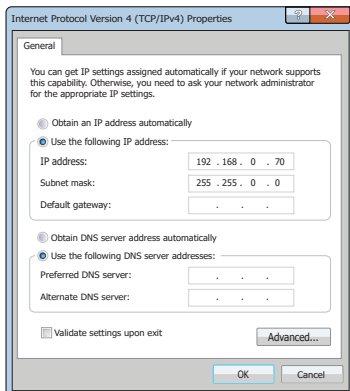 Internet Protocol Version 4 (TCP/IPv4) Properties
General
You can get IP settings assigned automatically if your network supports
this capability. Otherwise, you need to ask your network administrator
for the appropriate IP settings.
Obtain an IP address automatically
Use the following IP address:
IP address: 192 . 168 . 0 . 70
Subnet mask: 255 . 255 . 0 . 0
Default gateway: . . .
Obtain DNS server address automatically
Use the following DNS server addresses:
Preferred DNS server: . . .
Alternate DNS server: . . .
Validate settings upon exit Advanced...
OK Cancel